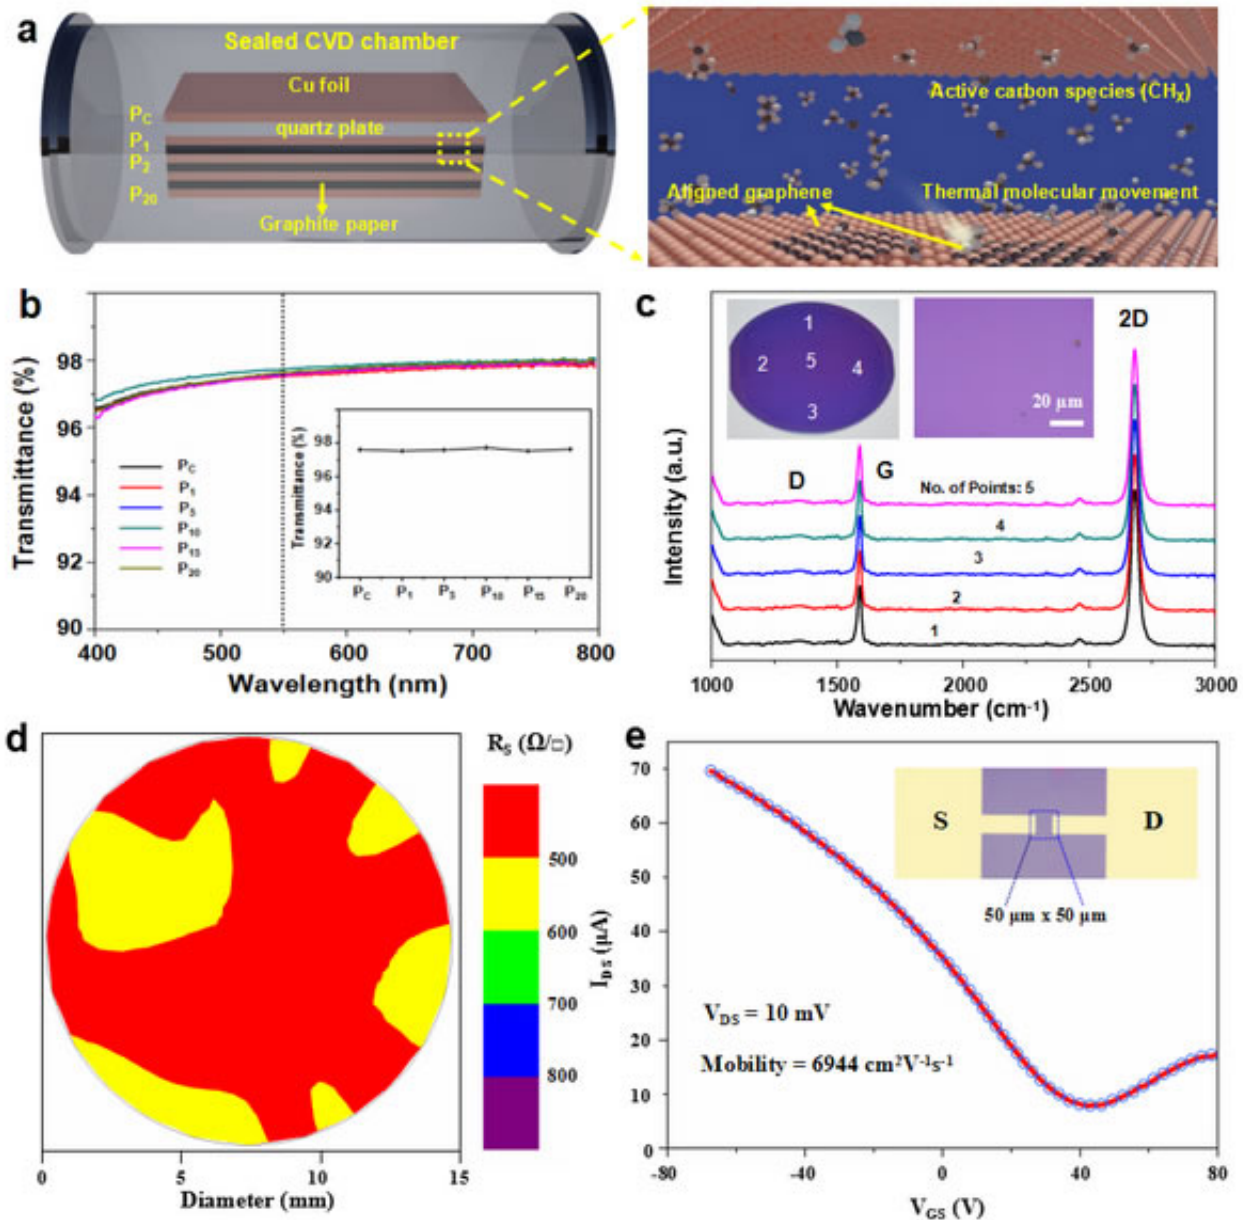 a
Sealed CVD chamber
Cu foil
P_C
quartz plate
P_1
P_2
P_20
Graphite paper
Active carbon species (CH_X)
Aligned graphene
Thermal molecular movement
b
Transmittance (%)
98
96
94
92
90
P_C
P_1
P_5
P_10
P_15
P_20
Transmittance (%)
98
96
94
92
90
P_C P_1 P_5 P_10 P_15 P_20
400 500 600 700 800
Wavelength (nm)
c
1
2 5 4
3
20 µm
2D
D G
No. of Points: 5
4
3
2
1
Intensity (a.u.)
1000 1500 2000 2500 3000
Wavenumber (cm⁻¹)
d
R_S (Ω/□)
500
600
700
800
0 5 10 15
Diameter (mm)
e
I_DS (µA)
70
60
50
40
30
20
10
0
S D
50 µm x 50 µm
V_DS = 10 mV
Mobility = 6944 cm²V⁻¹s⁻¹
-80 -40 0 40 80
V_GS (V)